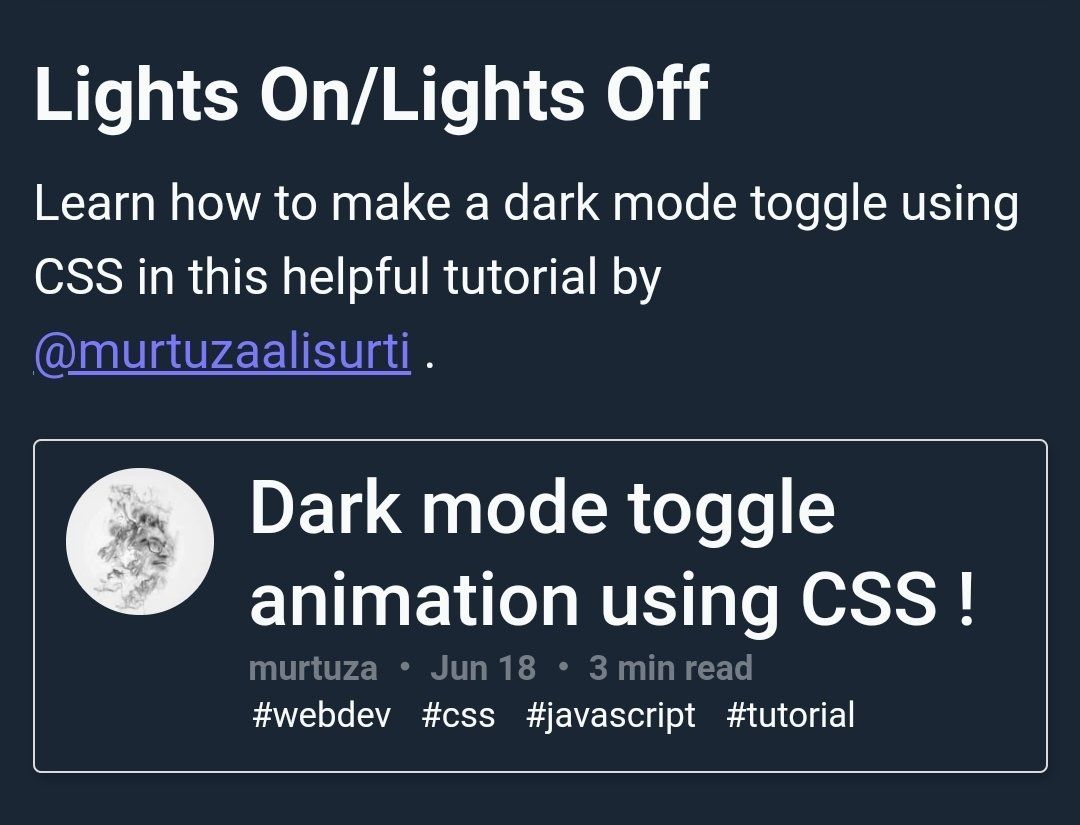 Lights On/Lights Off
Learn how to make a dark mode toggle using
CSS in this helpful tutorial by
@murtuzaalisurti .
Dark mode toggle
animation using CSS !
murtuza • Jun 18 • 3 min read
#webdev #css #javascript #tutorial